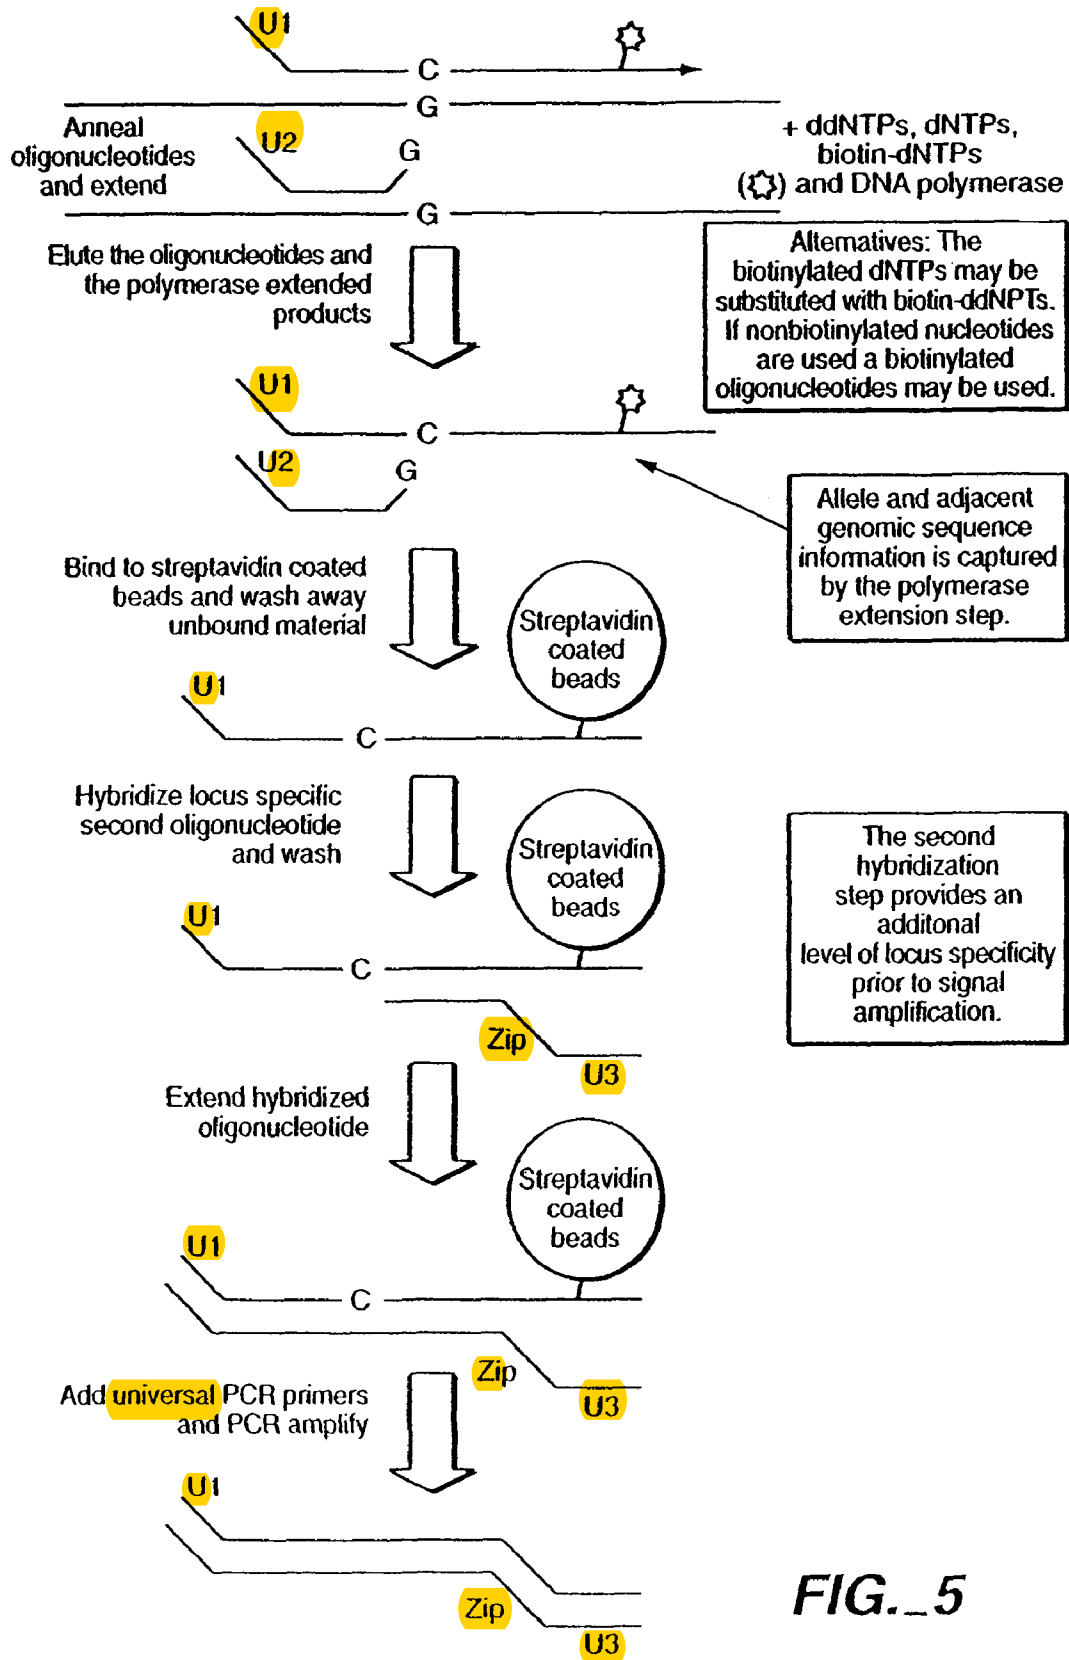 U1
C
G
Anneal
oligonucleotides
and extend
U2
G
G
+ ddNTPs, dNTPs,
biotin-dNTPs
( ) and DNA polymerase
Elute the oligonucleotides and
the polymerase extended
products
Alternatives: The
biotinylated dNTPs may be
substituted with biotin-ddNPTs.
If nonbiotinylated nucleotides
are used a biotinylated
oligonucleotides may be used.
U1
C
U2
G
Allele and adjacent
genomic sequence
information is captured
by the polymerase
extension step.
Bind to streptavidin coated
beads and wash away
unbound material
Streptavidin
coated
beads
U1
C
Hybridize locus specific
second oligonucleotide
and wash
Streptavidin
coated
beads
The second
hybridization
step provides an
additonal
level of locus specificity
prior to signal
amplification.
U1
C
Zip
U3
Extend hybridized
oligonucleotide
Streptavidin
coated
beads
U1
C
Zip
U3
Add universal PCR primers
and PCR amplify
U1
Zip
U3
FIG._5